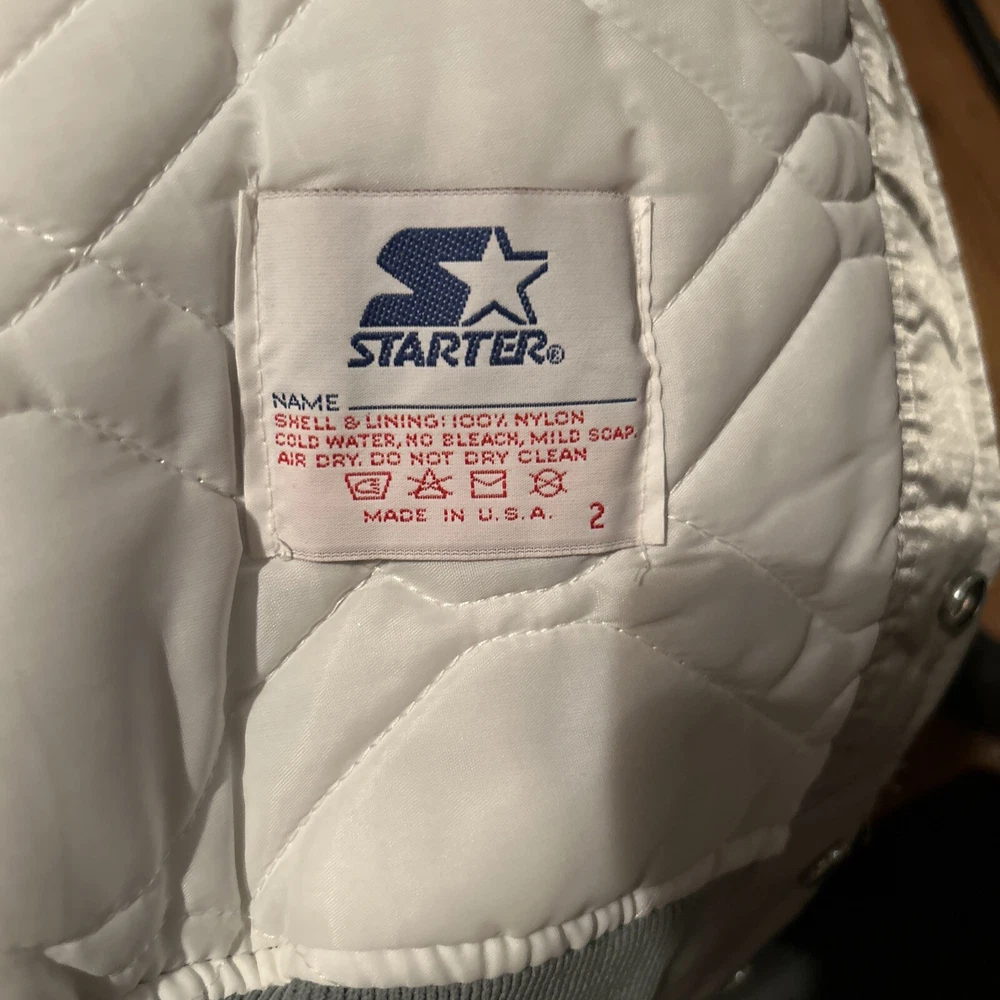 STARTER®
NAME
SHELL & LINING: 100% NYLON
COLD WATER, NO BLEACH, MILD SOAP.
AIR DRY. DO NOT DRY CLEAN
MADE IN U.S.A. 2